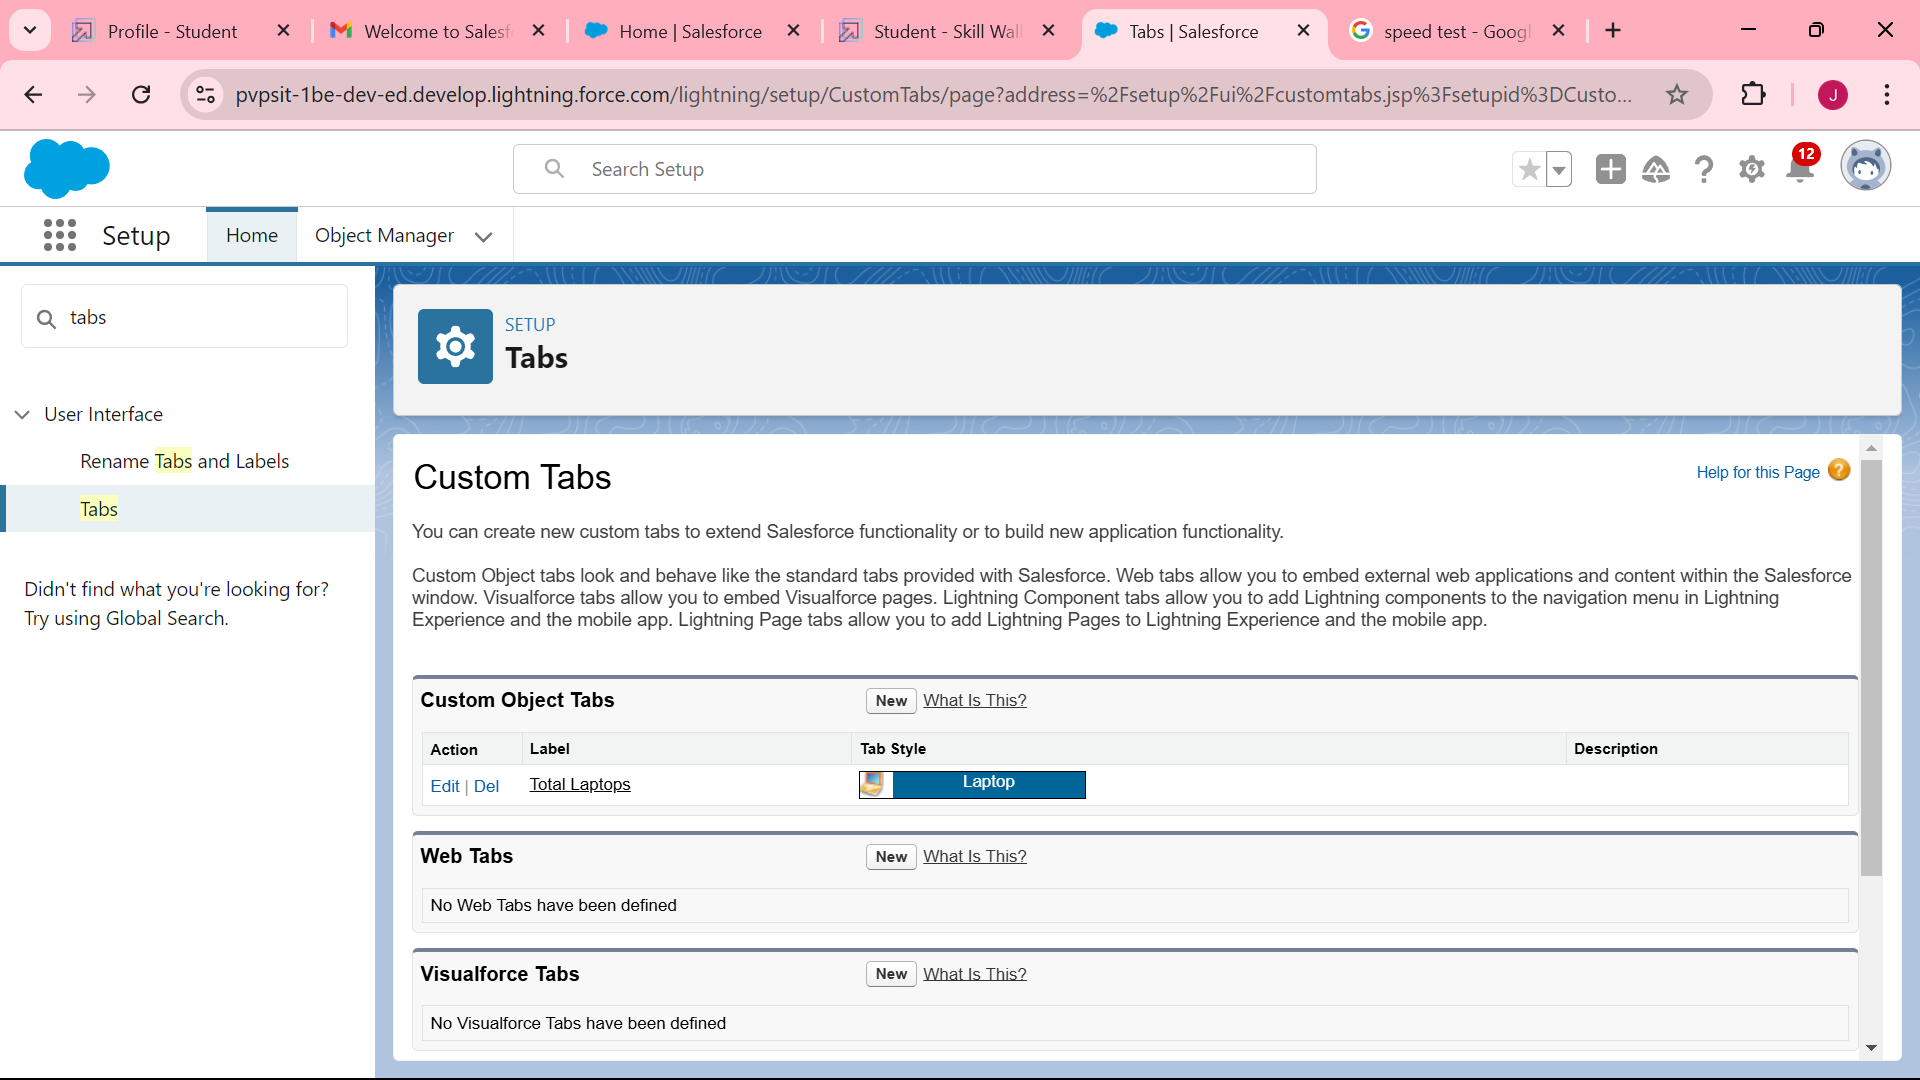 Profile - Student
Welcome to Salesf
Home | Salesforce
Student - Skill Wall
Tabs | Salesforce
speed test - Googl
pvpsit-1be-dev-ed.develop.lightning.force.com/lightning/setup/CustomTabs/page?address=%2Fsetup%2Fui%2Fcustomtabs.jsp%3Fsetupid%3DCusto...
J
Search Setup
12
Setup
Home
Object Manager
tabs
User Interface
Rename Tabs and Labels
Tabs
Didn't find what you're looking for?
Try using Global Search.
SETUP
Tabs
Custom Tabs
Help for this Page ?
You can create new custom tabs to extend Salesforce functionality or to build new application functionality.
Custom Object tabs look and behave like the standard tabs provided with Salesforce. Web tabs allow you to embed external web applications and content within the Salesforce
window. Visualforce tabs allow you to embed Visualforce pages. Lightning Component tabs allow you to add Lightning components to the navigation menu in Lightning
Experience and the mobile app. Lightning Page tabs allow you to add Lightning Pages to Lightning Experience and the mobile app.
Custom Object Tabs New What Is This?
Action Label Tab Style Description
Edit | Del Total Laptops Laptop
Web Tabs New What Is This?
No Web Tabs have been defined
Visualforce Tabs New What Is This?
No Visualforce Tabs have been defined